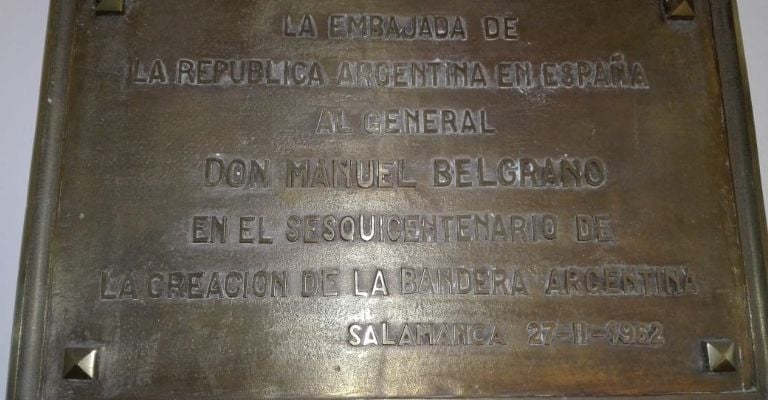 LA EMBAJADA DE
LA REPUBLICA ARGENTINA EN ESPAÑA
AL GENERAL
DON MANUEL BELGRANO
EN EL SESQUICENTENARIO DE
LA CREACION DE LA BANDERA ARGENTINA
SALAMANCA 27-II-1962